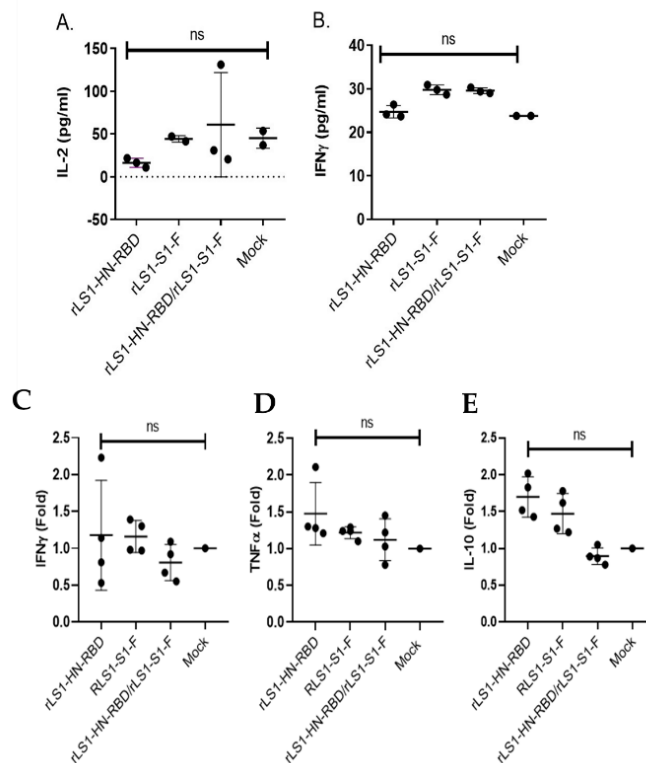 A.
ns
IL-2 (pg/ml)
150
100
50
0
-50
rLS1-HN-RBD
rLS1-S1-F
rLS1-HN-RBD/rLS1-S1-F
Mock
B.
ns
IFNγ (pg/ml)
40
30
20
10
0
rLS1-HN-RBD
rLS1-S1-F
rLS1-HN-RBD/rLS1-S1-F
Mock
C
ns
IFNγ (Fold)
2.5
2.0
1.5
1.0
0.5
0.0
rLS1-HN-RBD
RLS1-S1-F
rLS1-HN-RBD/rLS1-S1-F
Mock
D
ns
TNFα (Fold)
2.5
2.0
1.5
1.0
0.5
0.0
rLS1-HN-RBD
RLS1-S1-F
rLS1-HN-RBD/rLS1-S1-F
Mock
E
ns
IL-10 (Fold)
2.5
2.0
1.5
1.0
0.5
0.0
rLS1-HN-RBD
RLS1-S1-F
rLS1-HN-RBD/rLS1-S1-F
Mock